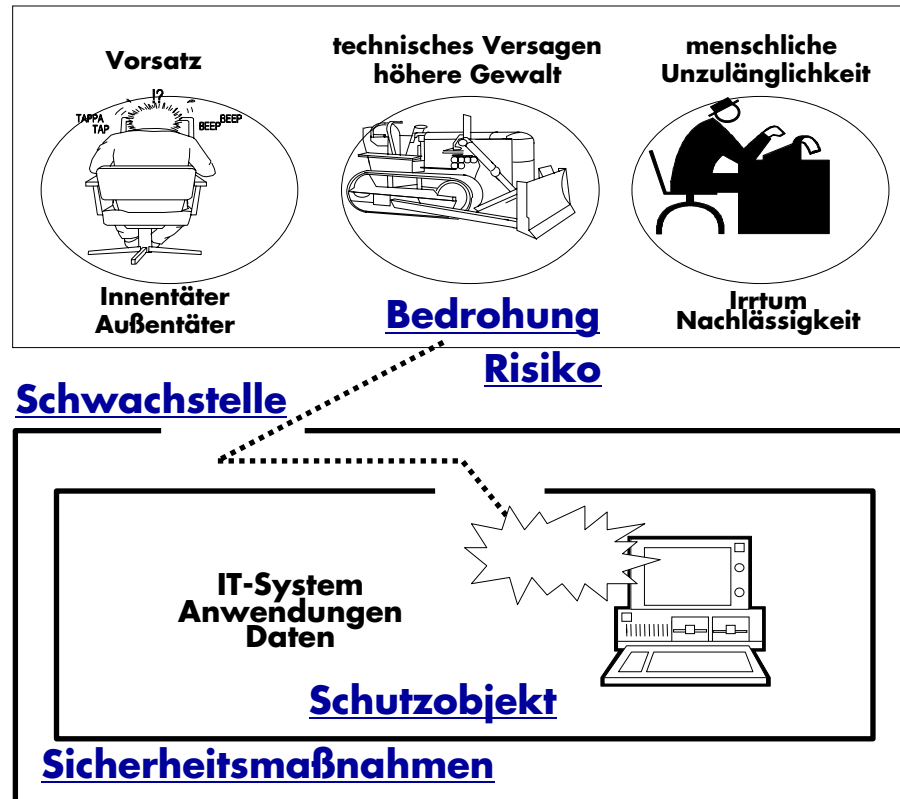 Vorsatz
technisches Versagen
höhere Gewalt
menschliche
Unzulänglichkeit
!?
TAPPA
TAP
BEEP
BEEP
Innentäter
Außentäter
Irrtum
Nachlässigkeit
Bedrohung
Risiko
Schwachstelle
IT-System
Anwendungen
Daten
Schutzobjekt
Sicherheitsmaßnahmen